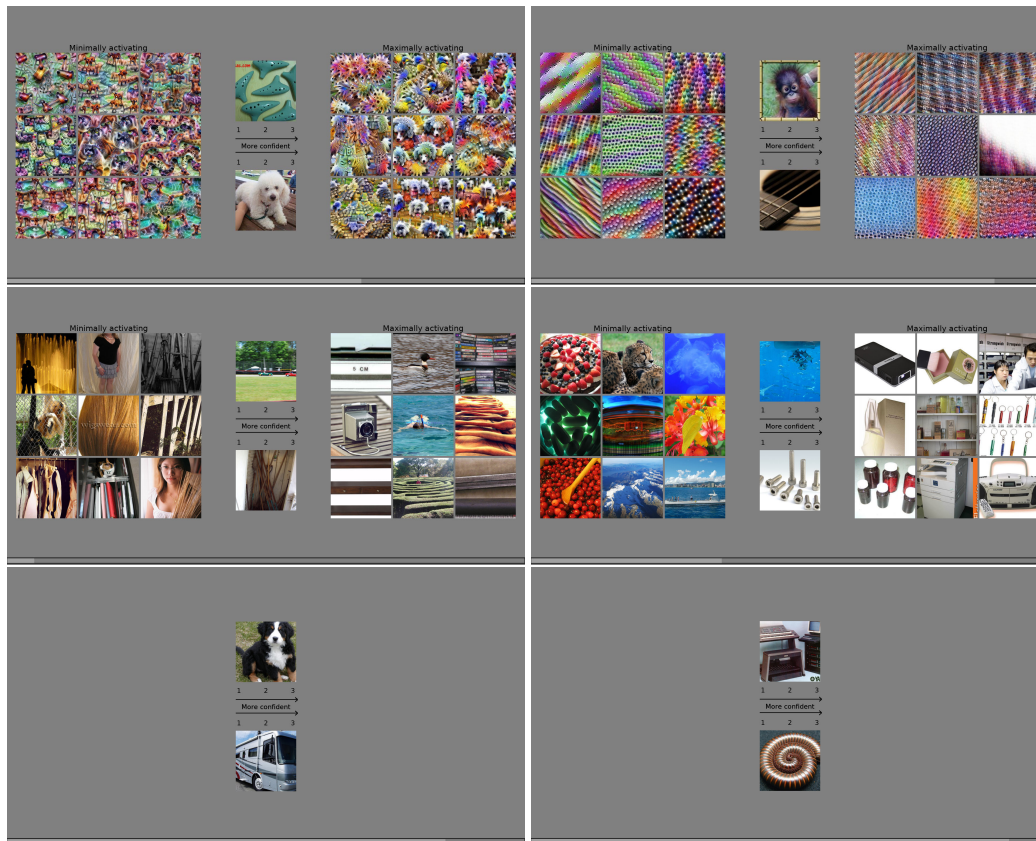 Minimally activating
Maximally activating
1 2 3
More confident
1 2 3
Minimally activating
Maximally activating
1 2 3
More confident
1 2 3
Minimally activating
Maximally activating
9 CM
1 2 3
More confident
1 2 3
Minimally activating
Maximally activating
1 2 3
More confident
1 2 3
1 2 3
More confident
1 2 3
1 2 3
More confident
1 2 3